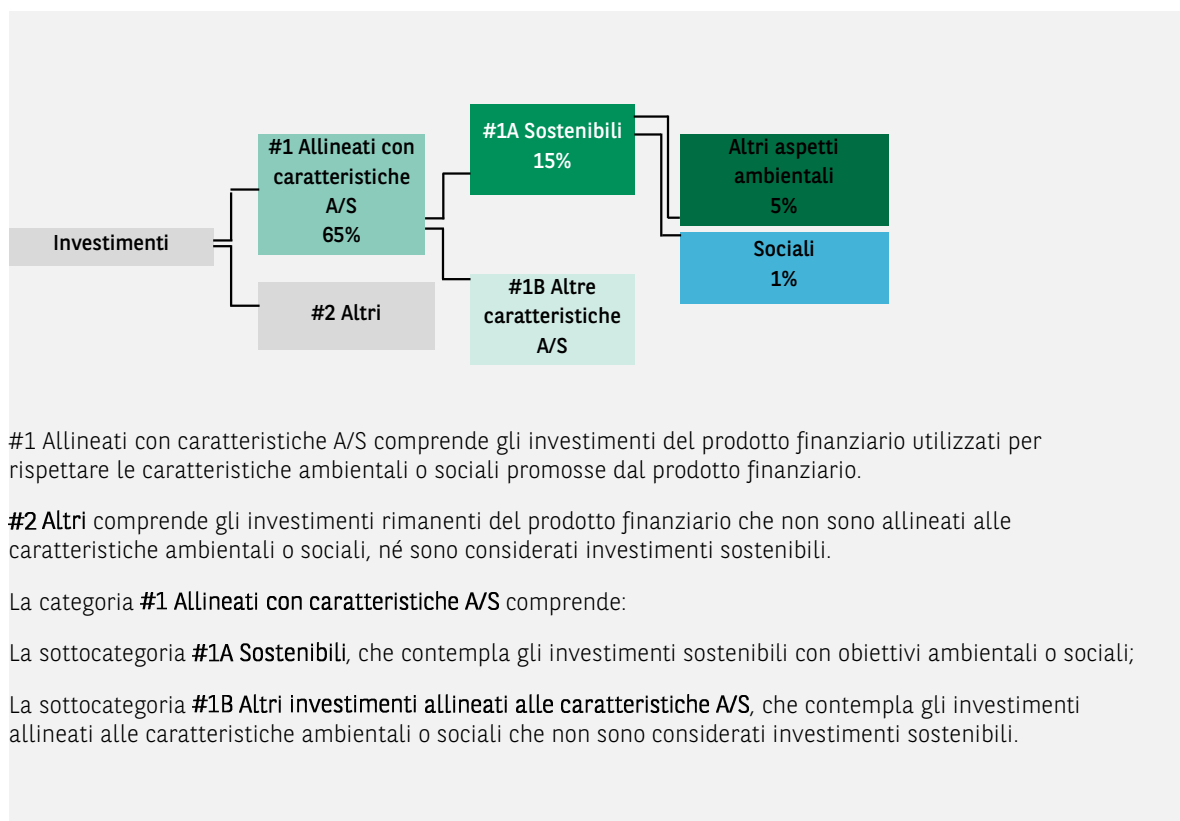 #1A Sostenibili
15%
#1 Allineati con
caratteristiche
A/S
65%
Altri aspetti
ambientali
5%
Investimenti
Sociali
1%
#2 Altri
#1B Altre
caratteristiche
A/S
#1 Allineati con caratteristiche A/S comprende gli investimenti del prodotto finanziario utilizzati per
rispettare le caratteristiche ambientali o sociali promosse dal prodotto finanziario.
#2 Altri comprende gli investimenti rimanenti del prodotto finanziario che non sono allineati alle
caratteristiche ambientali o sociali, né sono considerati investimenti sostenibili.
La categoria #1 Allineati con caratteristiche A/S comprende:
La sottocategoria #1A Sostenibili, che contempla gli investimenti sostenibili con obiettivi ambientali o sociali;
La sottocategoria #1B Altri investimenti allineati alle caratteristiche A/S, che contempla gli investimenti
allineati alle caratteristiche ambientali o sociali che non sono considerati investimenti sostenibili.